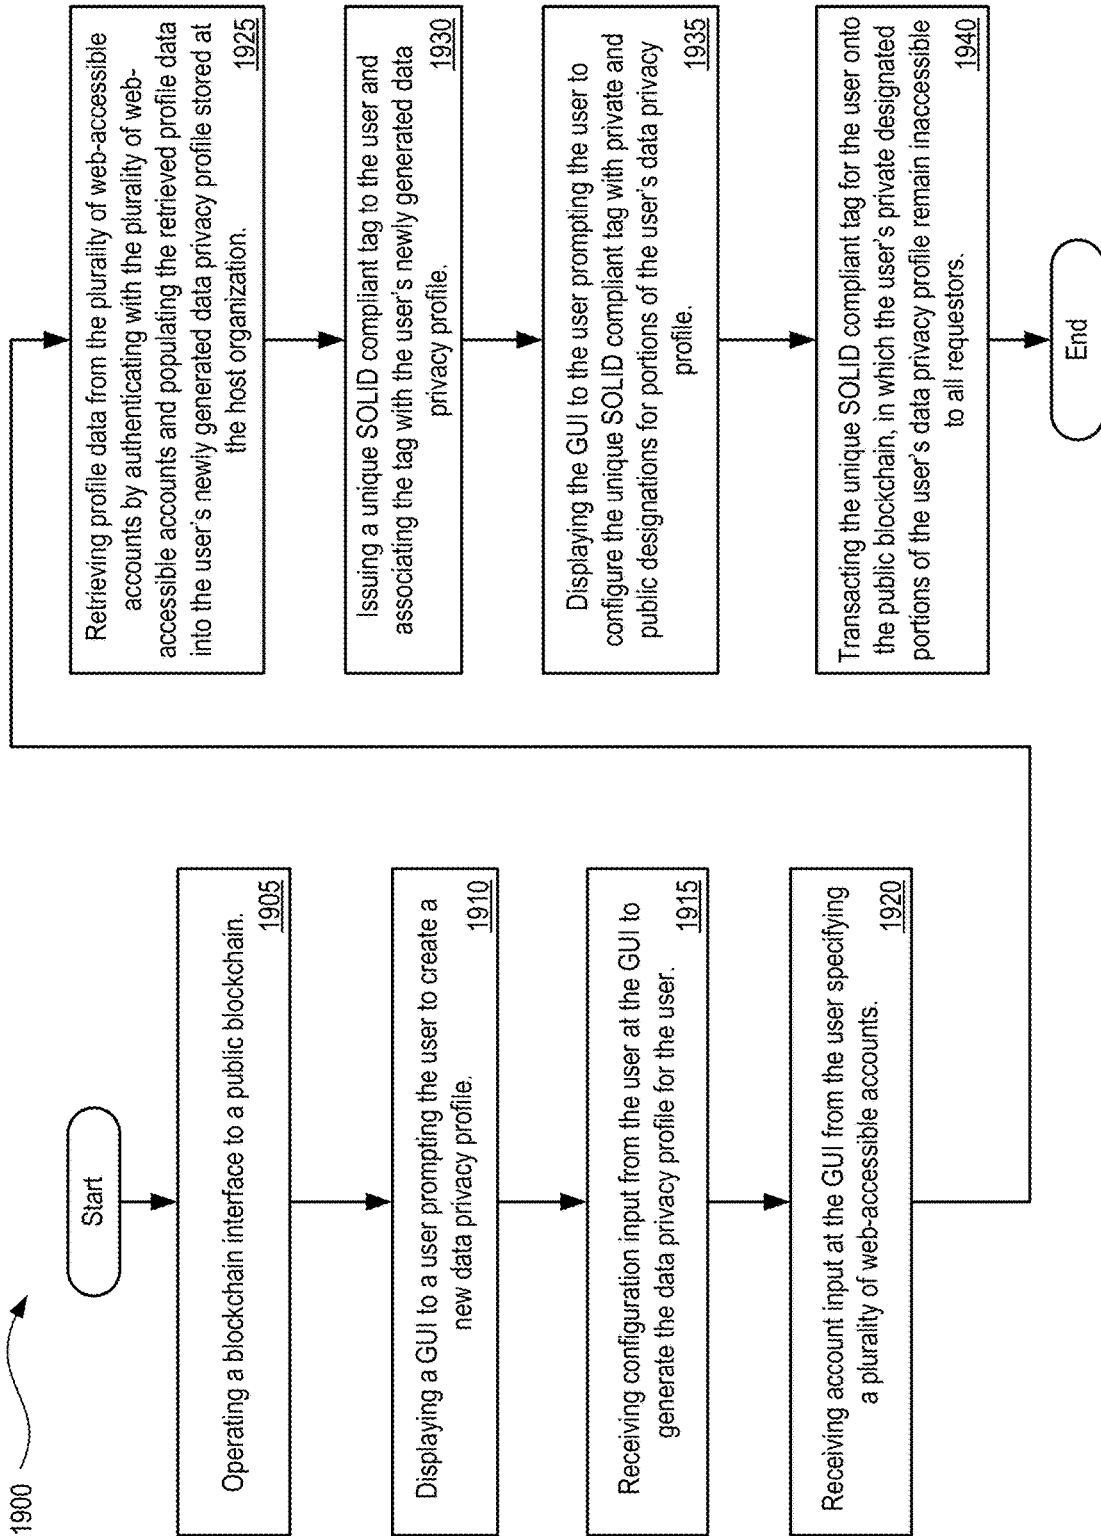 1900
Start
Operating a blockchain interface to a public blockchain.
1905
Displaying a GUI to a user prompting the user to create a
new data privacy profile.
1910
Receiving configuration input from the user at the GUI to
generate the data privacy profile for the user.
1915
Receiving account input at the GUI from the user specifying
a plurality of web-accessible accounts.
1920
Retrieving profile data from the plurality of web-accessible
accounts by authenticating with the plurality of web-
accessible accounts and populating the retrieved profile data
into the user's newly generated data privacy profile stored at
the host organization.
1925
Issuing a unique SOLID compliant tag to the user and
associating the tag with the user's newly generated data
privacy profile.
1930
Displaying the GUI to the user prompting the user to
configure the unique SOLID compliant tag with private and
public designations for portions of the user's data privacy
profile.
1935
Transacting the unique SOLID compliant tag for the user onto
the public blockchain, in which the user's private designated
portions of the user's data privacy profile remain inaccessible
to all requestors.
1940
End